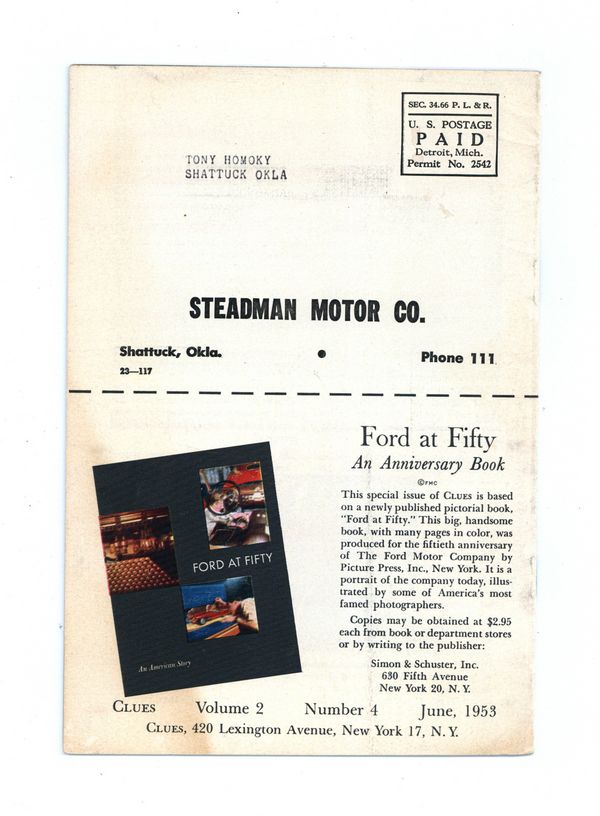 SEC. 34.66 P. L. & R.
U. S. POSTAGE
PAID
Detroit, Mich.
Permit No. 2542
TONY HOMOKY
SHATTUCK OKLA
STEADMAN MOTOR CO.
Shattuck, Okla. • Phone 111
23—117
Ford at Fifty
An Anniversary Book
©FMC
This special issue of CLUES is based
on a newly published pictorial book,
"Ford at Fifty." This big, handsome
book, with many pages in color, was
produced for the fiftieth anniversary
of The Ford Motor Company by
Picture Press, Inc., New York. It is a
portrait of the company today, illus-
trated by some of America's most
famed photographers.
Copies may be obtained at $2.95
each from book or department stores
or by writing to the publisher:
Simon & Schuster, Inc.
630 Fifth Avenue
New York 20, N. Y.
FORD AT FIFTY
An American Story
CLUES Volume 2 Number 4 June, 1953
CLUES, 420 Lexington Avenue, New York 17, N. Y.